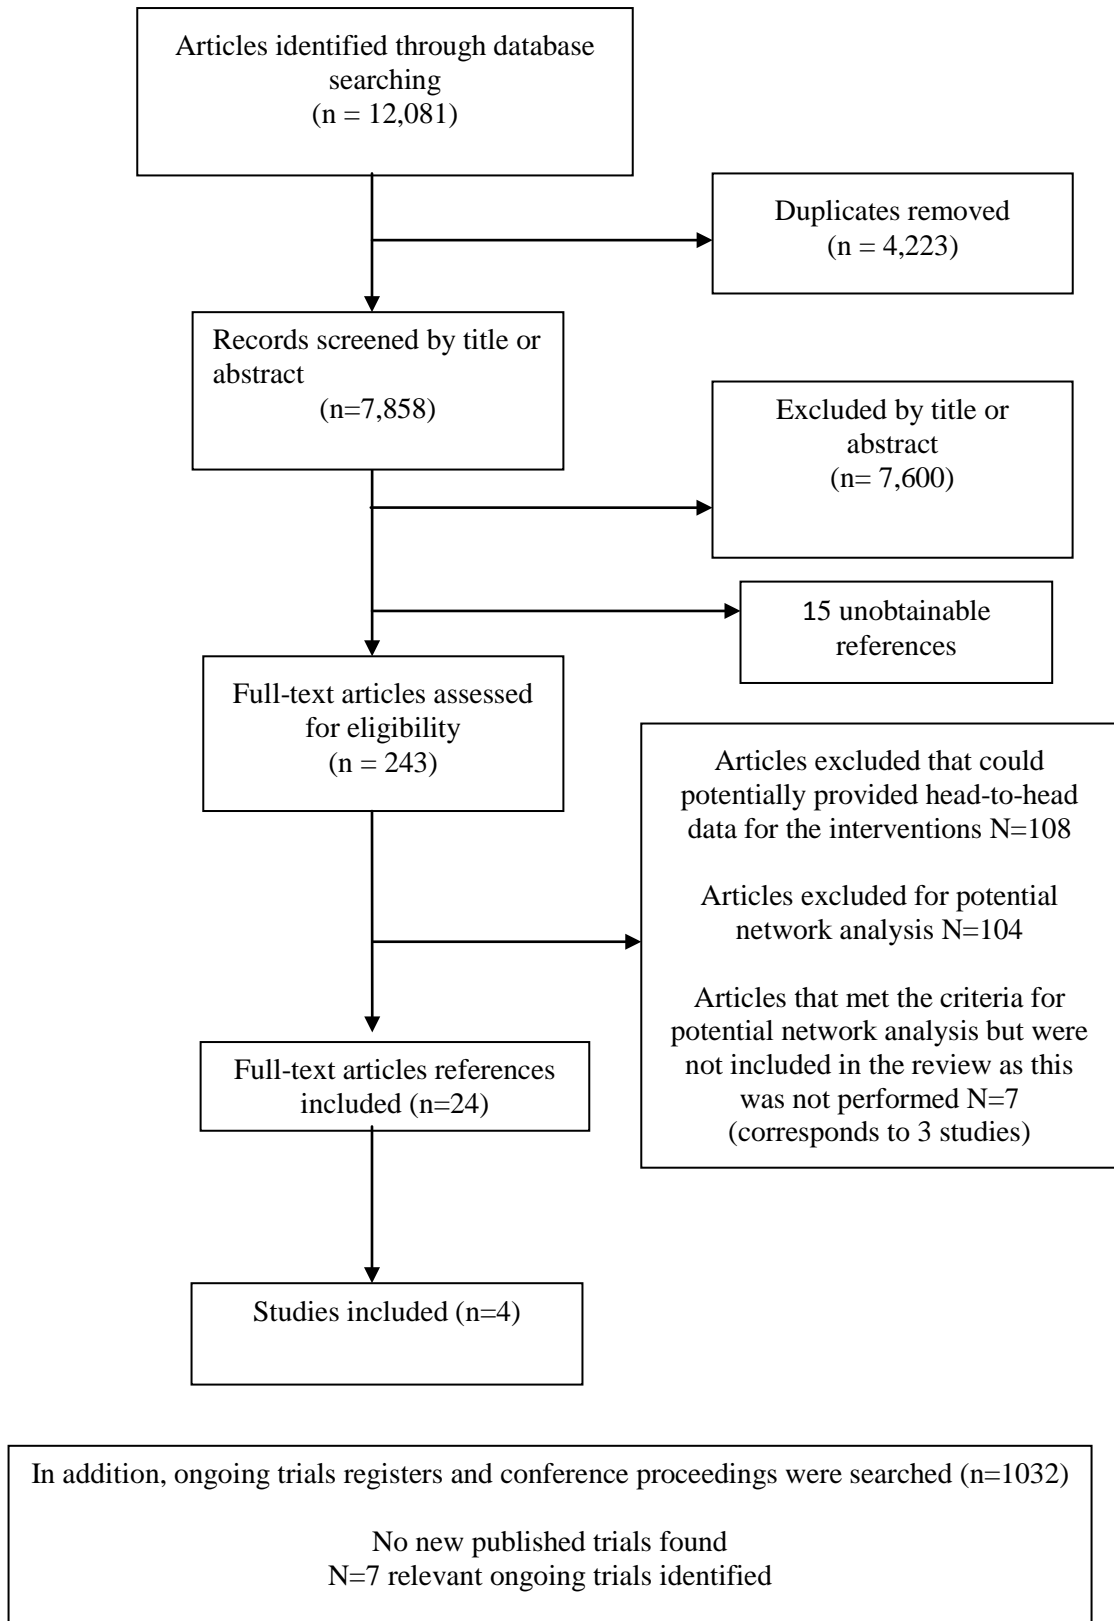 Articles identified through database
searching
(n = 12,081)
Duplicates removed
(n = 4,223)
Records screened by title or
abstract
(n=7,858)
Excluded by title or
abstract
(n= 7,600)
15 unobtainable
references
Full-text articles assessed
for eligibility
(n = 243)
Articles excluded that could
potentially provided head-to-head
data for the interventions N=108
Articles excluded for potential
network analysis N=104
Articles that met the criteria for
potential network analysis but were
not included in the review as this
was not performed N=7
(corresponds to 3 studies)
Full-text articles references
included (n=24)
Studies included (n=4)
In addition, ongoing trials registers and conference proceedings were searched (n=1032)
No new published trials found
N=7 relevant ongoing trials identified